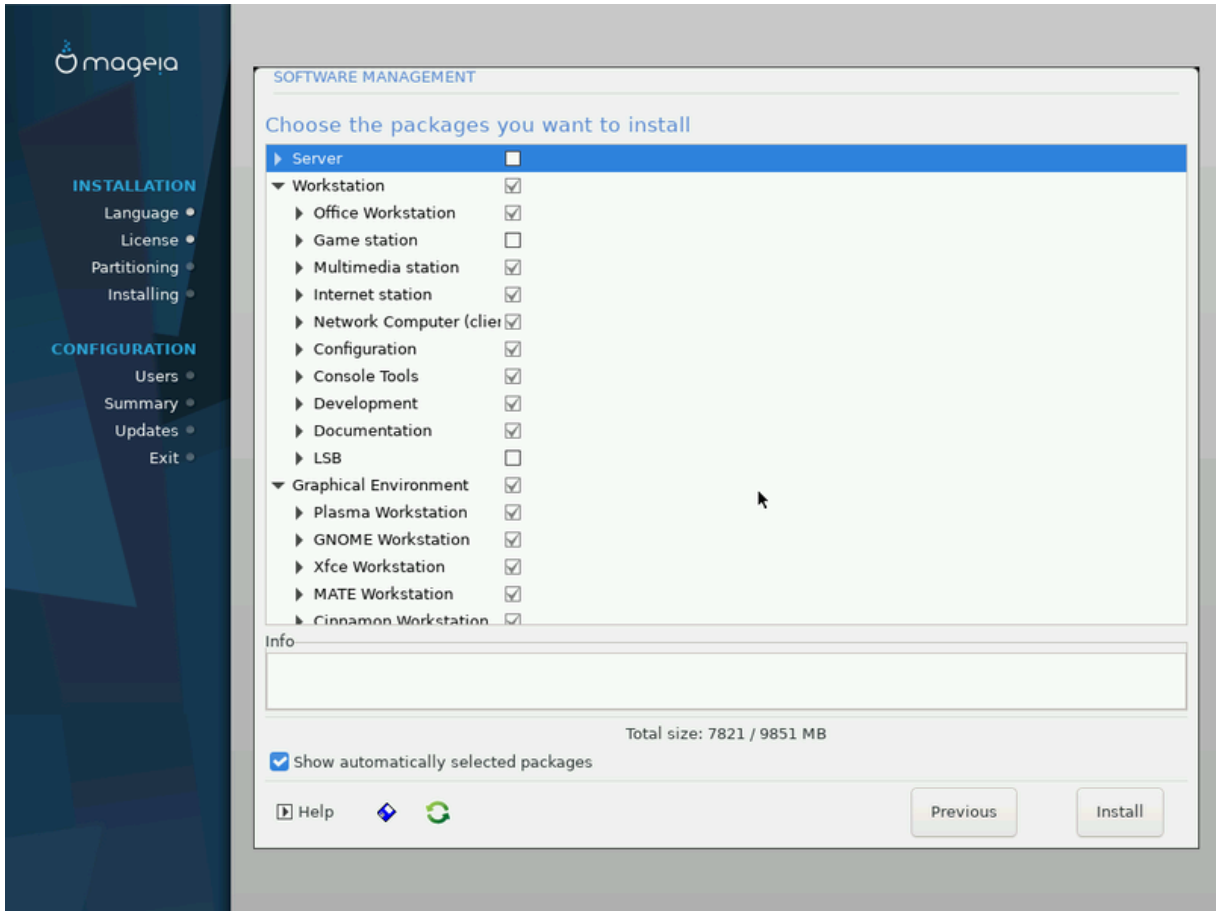 mageia
INSTALLATION
Language
License
Partitioning
Installing
CONFIGURATION
Users
Summary
Updates
Exit
SOFTWARE MANAGEMENT
Choose the packages you want to install
Server
Workstation
Office Workstation
Game station
Multimedia station
Internet station
Network Computer (clier
Configuration
Console Tools
Development
Documentation
LSB
Graphical Environment
Plasma Workstation
GNOME Workstation
Xfce Workstation
MATE Workstation
Cinnamon Workstation
Info
Total size: 7821 / 9851 MB
Show automatically selected packages
Help
Previous
Install